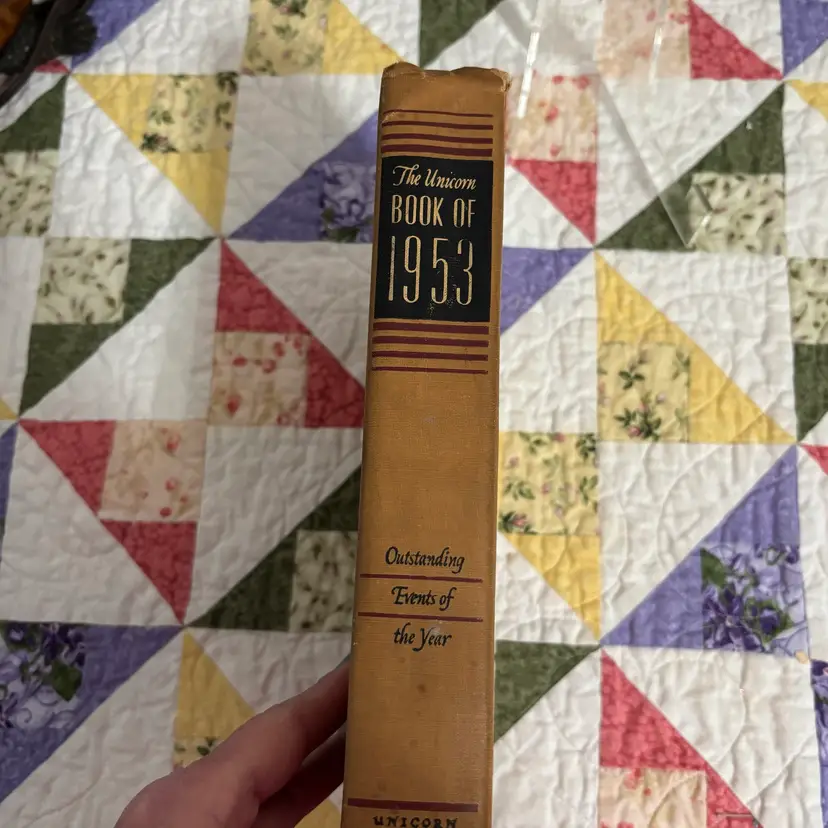 The Unicorn
BOOK OF
1953
Outstanding
Events of
the Year
UNICORN